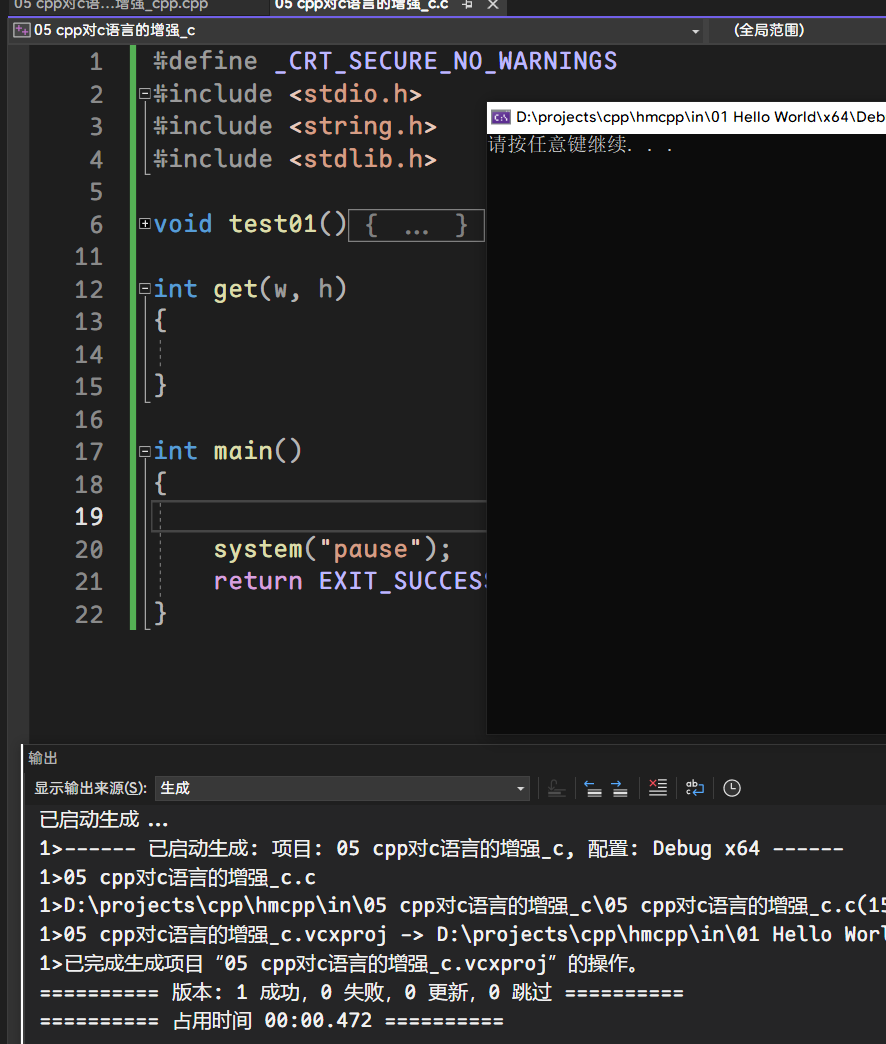 05 cpp对c语...增强_cpp.cpp
05 cpp对c语言的增强_c.c
05 cpp对c语言的增强_c
(全局范围)
1 #define _CRT_SECURE_NO_WARNINGS
2 #include <stdio.h>
3 #include <string.h>
4 #include <stdlib.h>
5
6 void test01() { ... }
11
12 int get(w, h)
13 {
14
15 }
16
17 int main()
18 {
19
20 system("pause");
21 return EXIT_SUCCESS
22 }
D:\projects\cpp\hmcpp\in\01 Hello World\x64\Deb
请按任意键继续. . .
输出
显示输出来源(S): 生成
已启动生成 ...
1>------ 已启动生成: 项目: 05 cpp对c语言的增强_c, 配置: Debug x64 ------
1>05 cpp对c语言的增强_c.c
1>D:\projects\cpp\hmcpp\in\05 cpp对c语言的增强_c\05 cpp对c语言的增强_c.c(15
1>05 cpp对c语言的增强_c.vcxproj -> D:\projects\cpp\hmcpp\in\01 Hello Worl
1>已完成生成项目“05 cpp对c语言的增强_c.vcxproj”的操作。
========== 版本: 1 成功，0 失败，0 更新，0 跳过 ==========
========== 占用时间 00:00.472 ==========